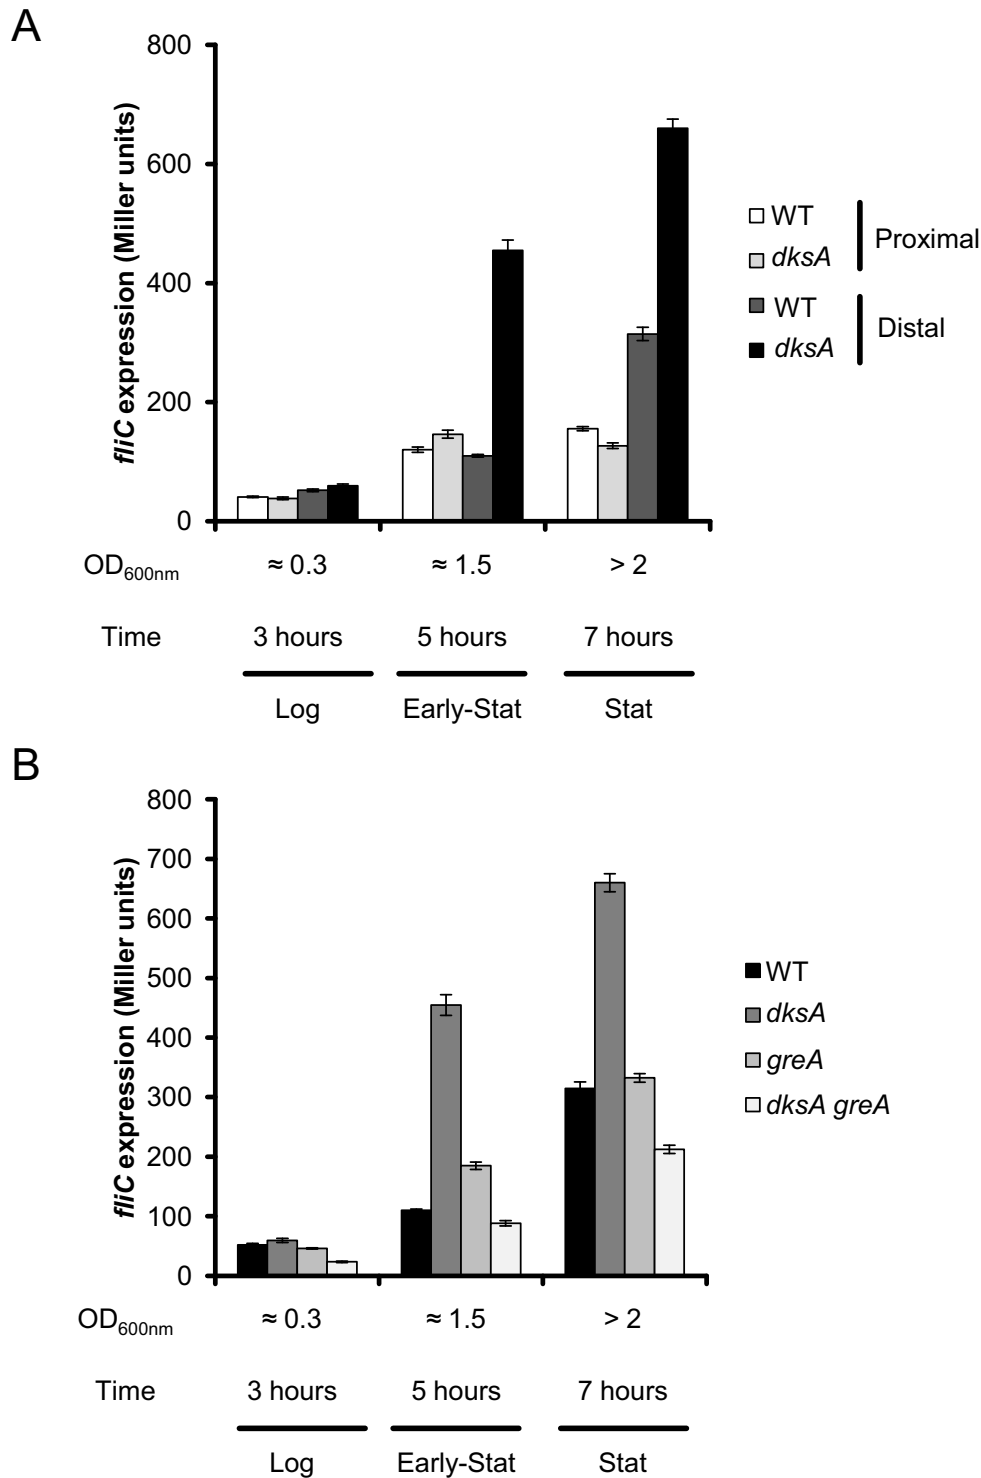 A
fliC expression (Miller units)
800
600
400
200
0
WT
dksA
Proximal
WT
dksA
Distal
OD600nm ≈ 0.3 ≈ 1.5 > 2
Time 3 hours 5 hours 7 hours
Log Early-Stat Stat
B
fliC expression (Miller units)
800
700
600
500
400
300
200
100
0
WT
dksA
greA
dksA greA
OD600nm ≈ 0.3 ≈ 1.5 > 2
Time 3 hours 5 hours 7 hours
Log Early-Stat Stat